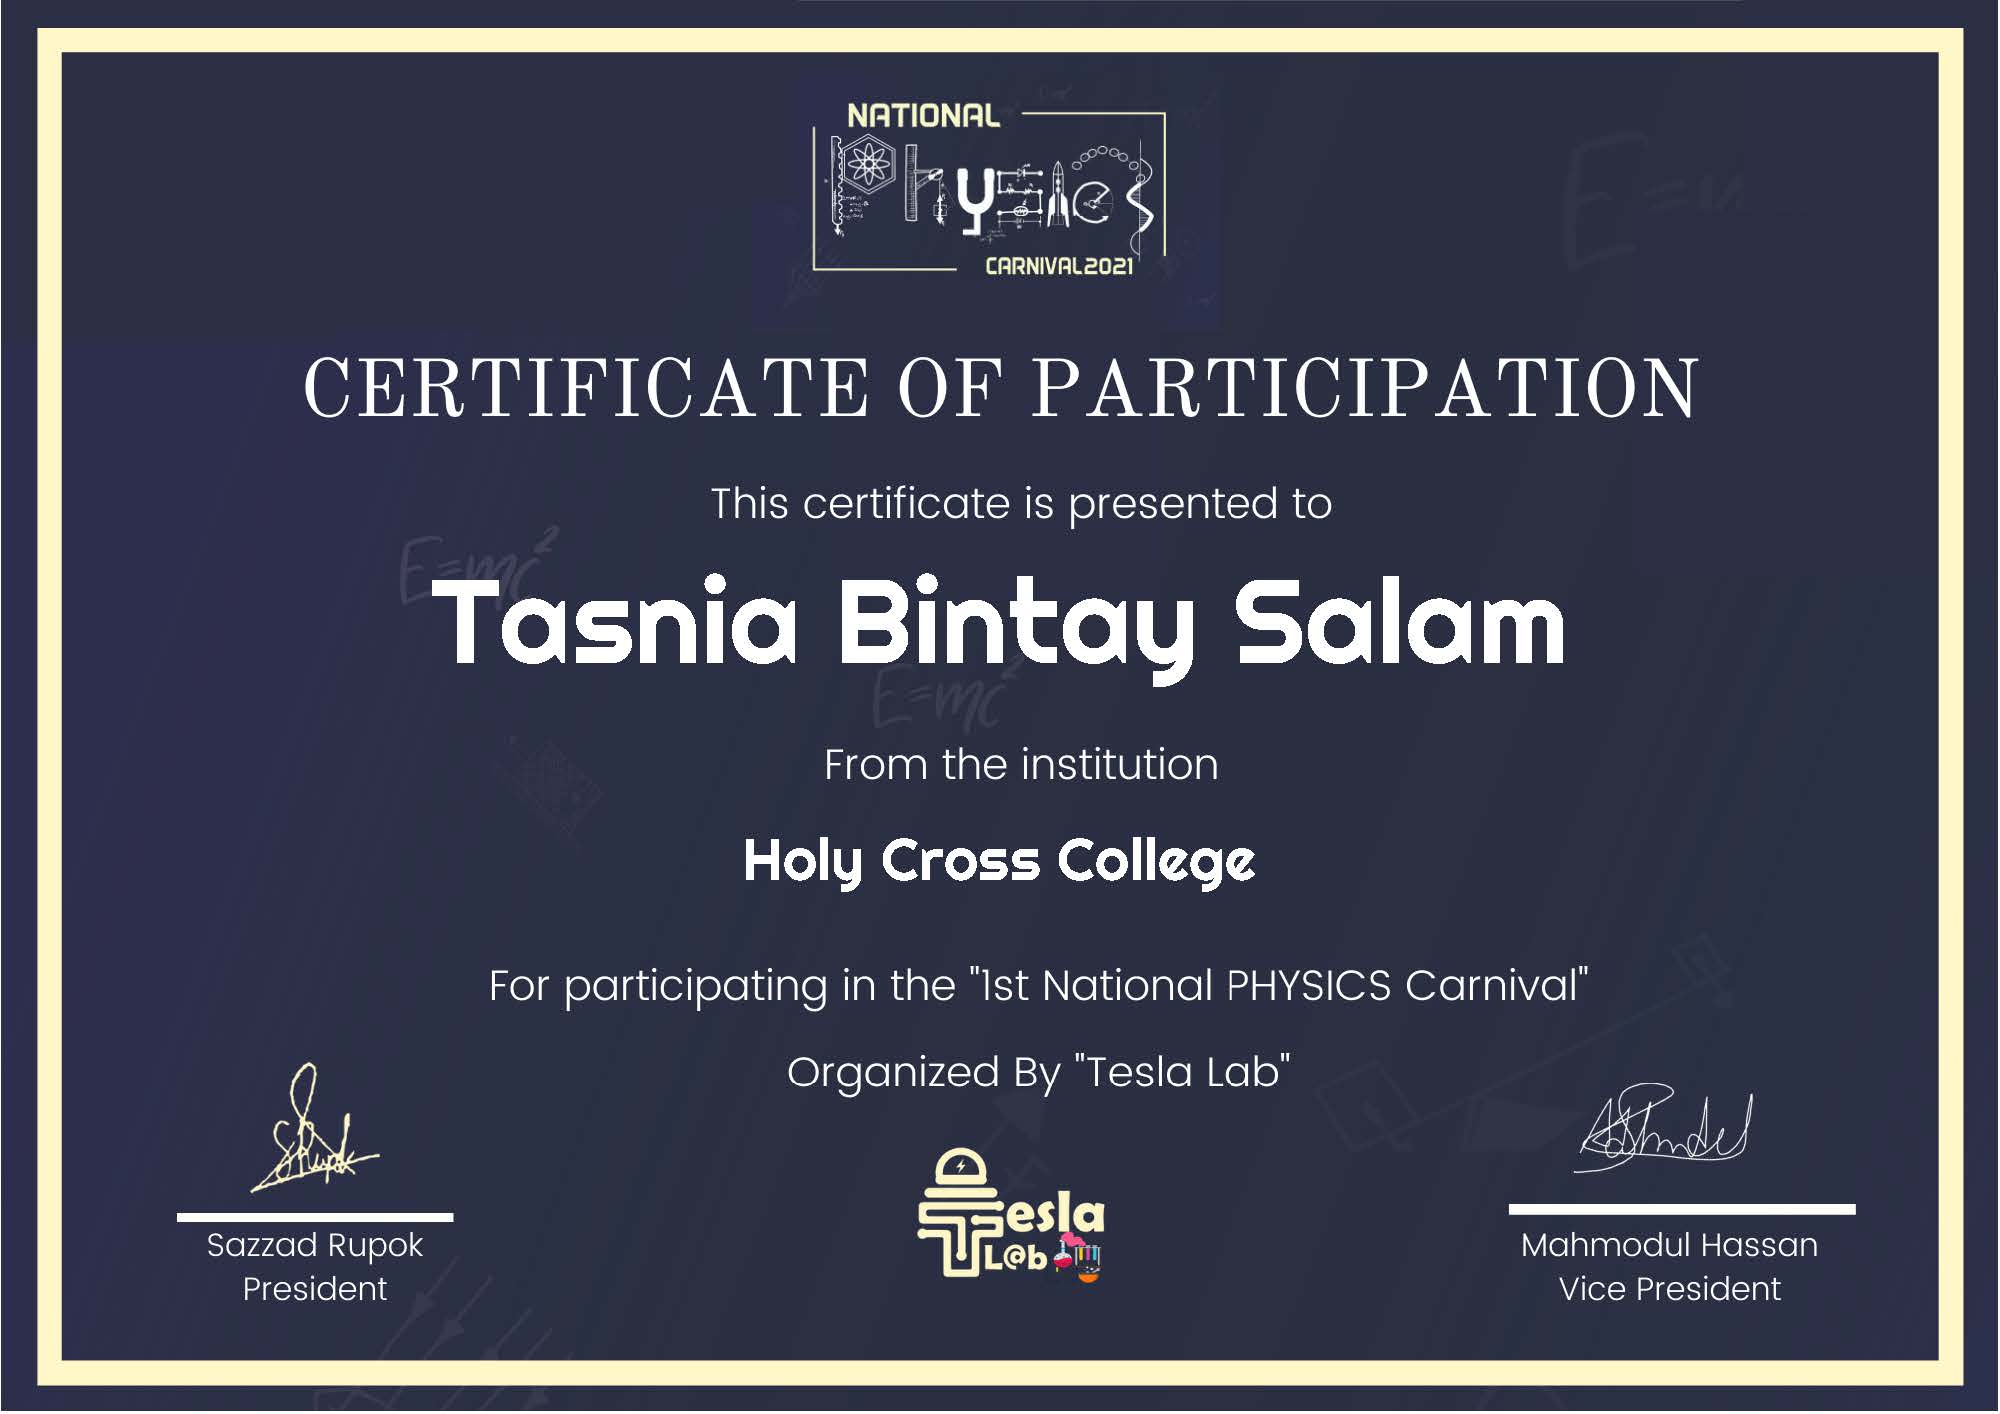 NATIONAL
Physics
CARNIVAL2021
CERTIFICATE OF PARTICIPATION
This certificate is presented to
E=mc²
Tasnia Bintay Salam
E=mc²
From the institution
Holy Cross College
For participating in the "1st National PHYSICS Carnival"
Organized By "Tesla Lab"
Tesla
L@b
Sazzad Rupok
President
Mahmodul Hassan
Vice President